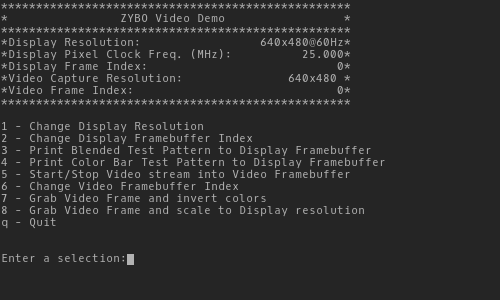 **************************************************
*                ZYBO Video Demo                 *
**************************************************
*Display Resolution:                 640x480@60Hz*
*Display Pixel Clock Freq. (MHz):          25.000*
*Display Frame Index:                           0*
*Video Capture Resolution:               640x480 *
*Video Frame Index:                             0*
**************************************************
1 - Change Display Resolution
2 - Change Display Framebuffer Index
3 - Print Blended Test Pattern to Display Framebuffer
4 - Print Color Bar Test Pattern to Display Framebuffer
5 - Start/Stop Video stream into Video Framebuffer
6 - Change Video Framebuffer Index
7 - Grab Video Frame and invert colors
8 - Grab Video Frame and scale to Display resolution
q - Quit
Enter a selection: